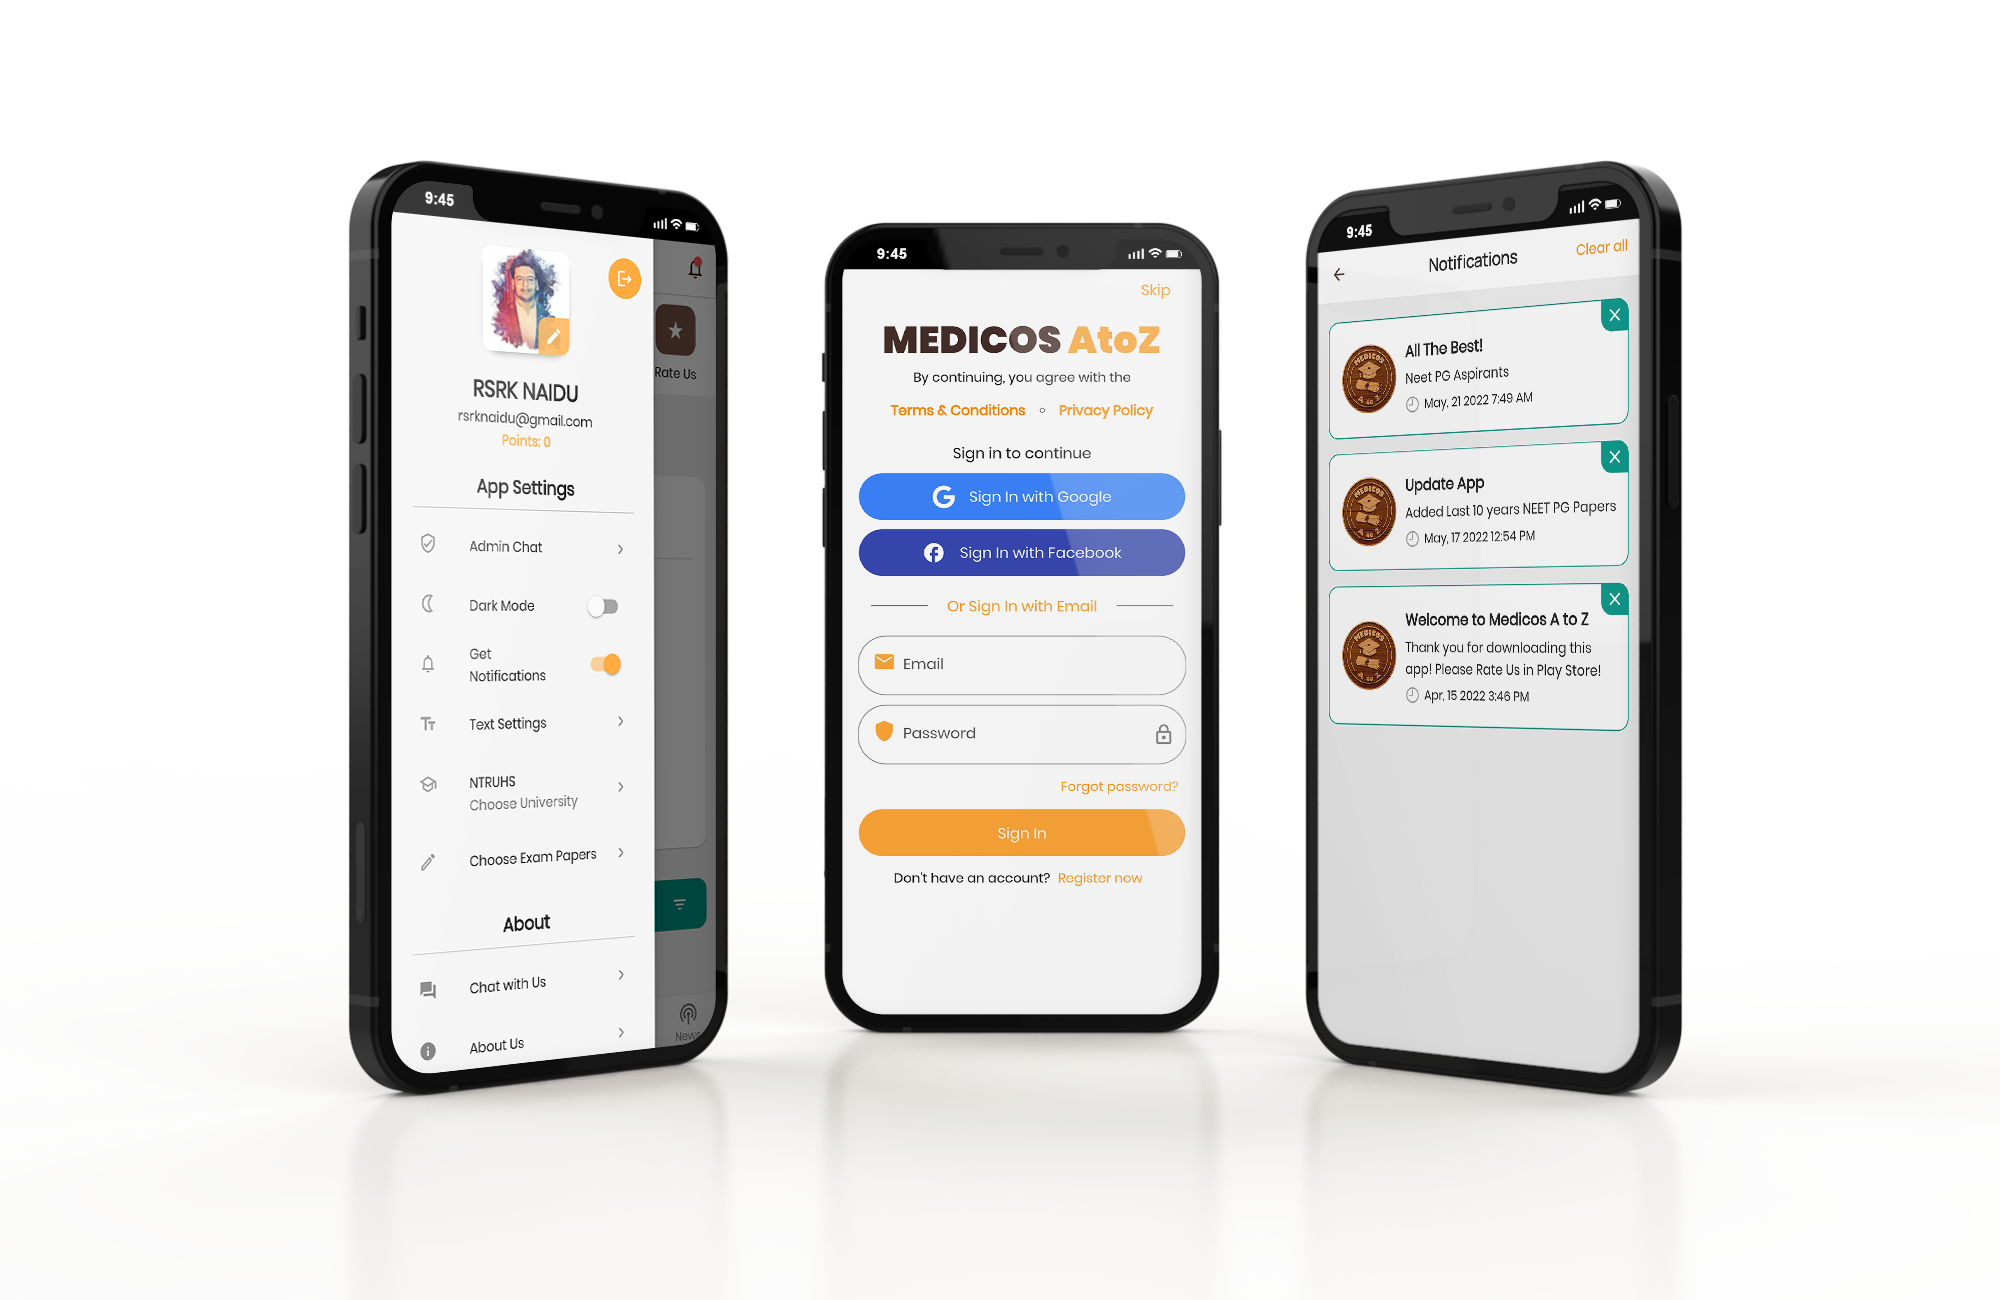 9:45
RSRK NAIDU
rsrknaidu@gmail.com
Points: 0
App Settings
Admin Chat
Dark Mode
Get
Notifications
Text Settings
NTRUHS
Choose University
Choose Exam Papers
About
Chat with Us
About Us
Rate Us
News
9:45
Skip
MEDICOS AtoZ
By continuing, you agree with the
Terms & Conditions
Privacy Policy
Sign in to continue
G Sign In with Google
f Sign In with Facebook
Or Sign In with Email
Email
Password
Forgot password?
Sign In
Don't have an account? Register now
9:45
Notifications
Clear all
MEDICOS
A to Z
All The Best!
Neet PG Aspirants
May, 21 2022 7:49 AM
MEDICOS
A to Z
Update App
Added Last 10 years NEET PG Papers
May, 17 2022 12:54 PM
MEDICOS
A to Z
Welcome to Medicos A to Z
Thank you for downloading this
app! Please Rate Us in Play Store!
Apr, 15 2022 3:46 PM